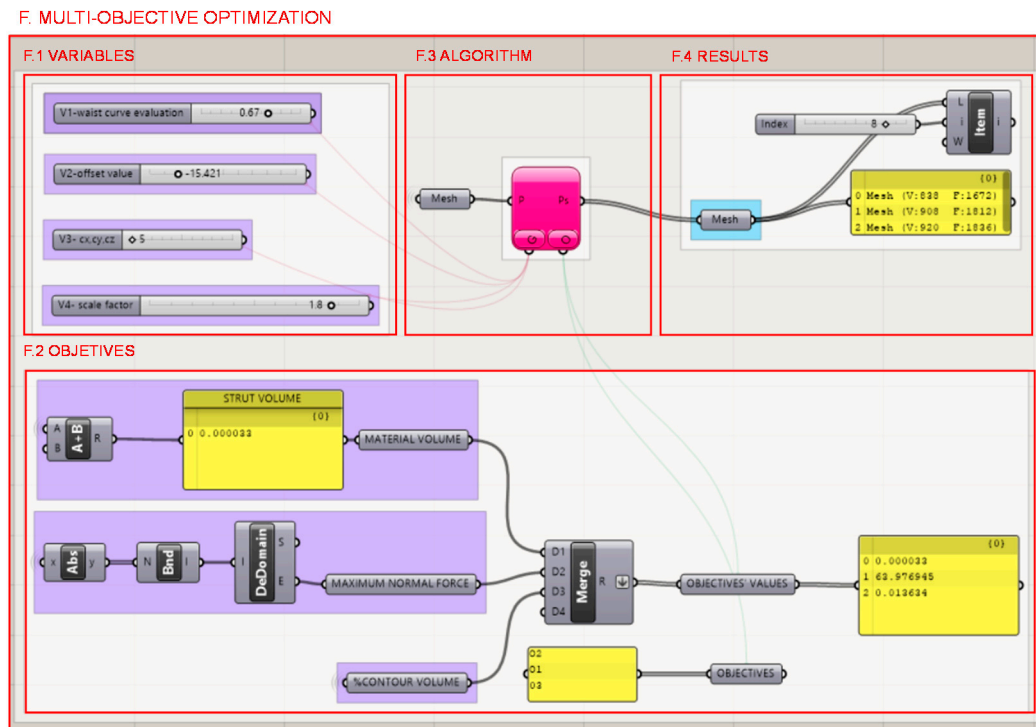 F. MULTI-OBJECTIVE OPTIMIZATION
F.1 VARIABLES
F.3 ALGORITHM
F.4 RESULTS
V1-waist curve evaluation 0.67
V2-offset value -15.421
V3- cx,cy,cz 5
V4- scale factor 1.8
Mesh
P Ps
G O
Mesh
Index 8
L
i Item i
W
{0}
0 Mesh (V:838 F:1672)
1 Mesh (V:908 F:1812)
2 Mesh (V:920 F:1836)
F.2 OBJETIVES
A
B
A+B R
STRUT VOLUME
{0}
0 0.000033
MATERIAL VOLUME
x Abs y
N Bnd I
I DeDomain
S
E
MAXIMUM NORMAL FORCE
%CONTOUR VOLUME
D1
D2
D3
D4
Merge R
OBJECTIVES' VALUES
{0}
0 0.000033
1 63.976945
2 0.013634
O2
O1
O3
OBJECTIVES